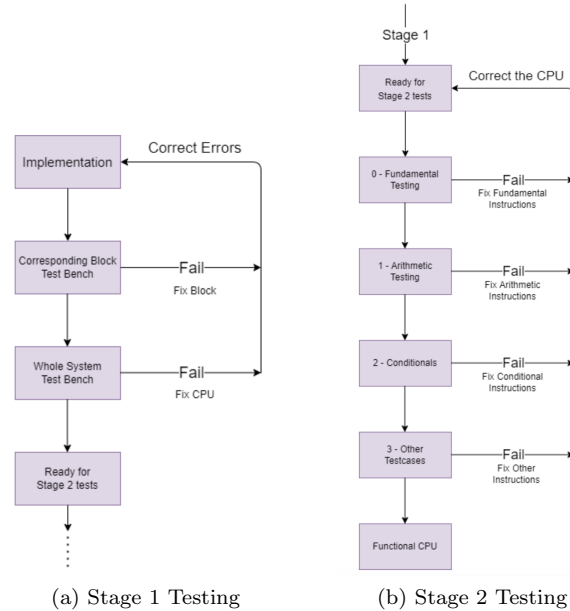 Implementation
Correct Errors
Corresponding Block
Test Bench
Fail
Fix Block
Whole System
Test Bench
Fail
Fix CPU
Ready for
Stage 2 tests
(a) Stage 1 Testing
Stage 1
Ready for
Stage 2 tests
Correct the CPU
0 - Fundamental
Testing
Fail
Fix Fundamental
Instructions
1 - Arithmetic
Testing
Fail
Fix Arithmetic
Instructions
2 - Conditionals
Fail
Fix Conditional
Instructions
3 - Other
Testcases
Fail
Fix Other
Instructions
Functional CPU
(b) Stage 2 Testing